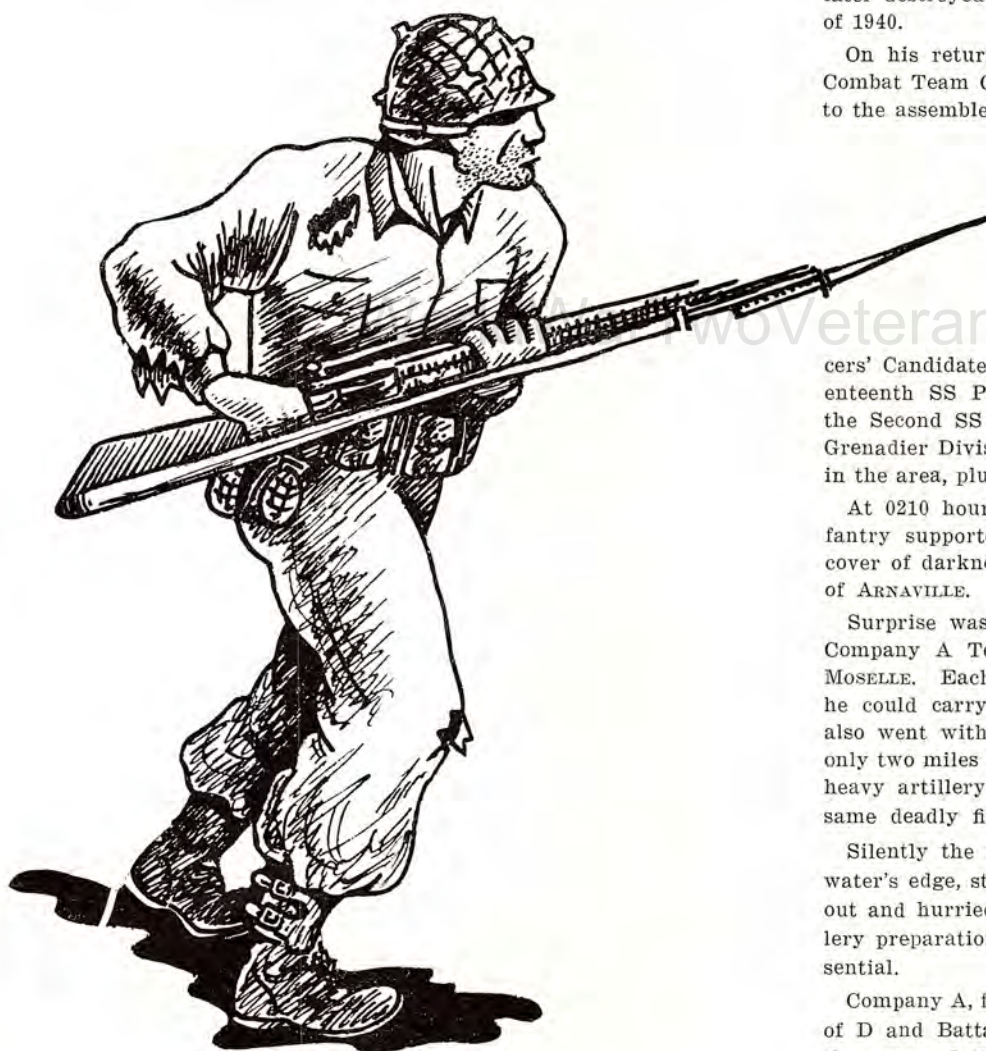 of 1940.
On his retur
Combat Team C
to the assemble
TwoVeteran
cers' Candidate
enteenth SS P
the Second SS
Grenadier Divis
in the area, plu
At 0210 hour
fantry supporte
cover of darkne
of ARNAVILLE.
Surprise was
Company A Te
MOSELLE. Each
he could carry
also went with
only two miles
heavy artillery
same deadly fi
Silently the
water's edge, st
out and hurrie
lery preparation
sential.
Company A, f
of D and Batta